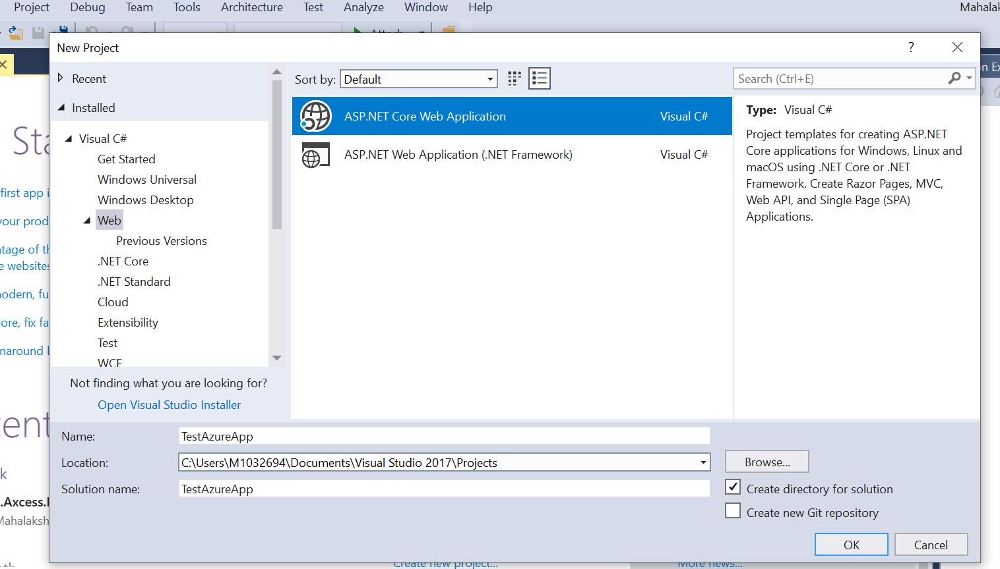 Project Debug Team Tools Architecture Test Analyze Window Help
New Project ?
Recent
Installed
Visual C#
Get Started
Windows Universal
Windows Desktop
Web
Previous Versions
.NET Core
.NET Standard
Cloud
Extensibility
Test
WCF
Not finding what you are looking for?
Open Visual Studio Installer
Sort by: Default
Search (Ctrl+E)
ASP.NET Core Web Application Visual C#
ASP.NET Web Application (.NET Framework) Visual C#
Type: Visual C#
Project templates for creating ASP.NET
Core applications for Windows, Linux and
macOS using .NET Core or .NET
Framework. Create Razor Pages, MVC,
Web API, and Single Page (SPA)
Applications.
Name: TestAzureApp
Location: C:\Users\M1032694\Documents\Visual Studio 2017\Projects
Browse...
Solution name: TestAzureApp
Create directory for solution
Create new Git repository
OK Cancel
first app
your prod
ntage of
e websites
nodern, fu
ore, fix fa
naround
.Axcess.
Create new project...
More news...